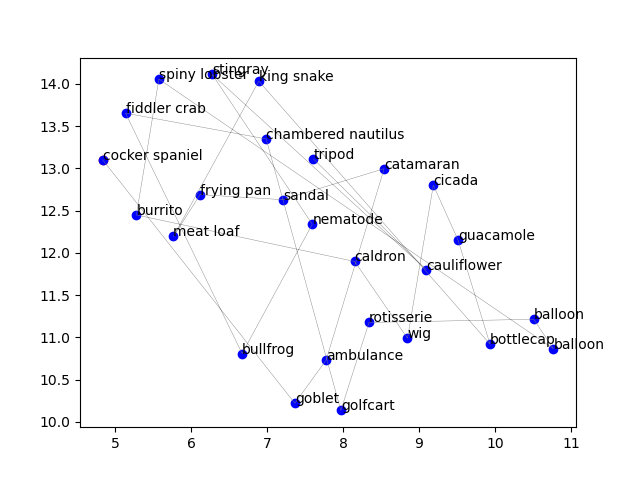 stingray
spiny lobster
king snake
14.0
fiddler crab
13.5
chambered nautilus
cocker spaniel
tripod
13.0
catamaran
cicada
frying pan
sandal
12.5
burrito
nematode
meat loaf
guacamole
12.0
caldron
cauliflower
11.5
rotisserie
balloon
11.0
wig
bottlecap
balloon
bullfrog
ambulance
10.5
goblet
golfcart
10.0
5 6 7 8 9 10 11